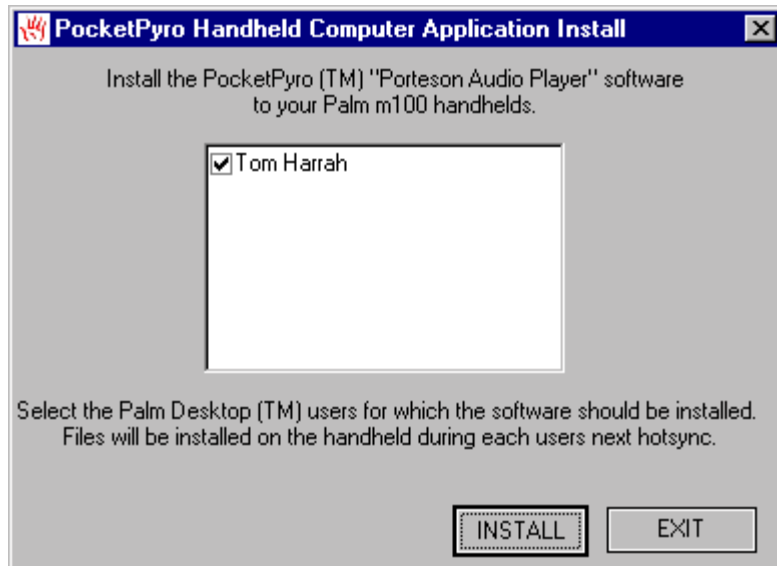 PocketPyro Handheld Computer Application Install
Install the PocketPyro (TM) "Porteson Audio Player" software
to your Palm m100 handhelds.
Tom Harrah
Select the Palm Desktop (TM) users for which the software should be installed.
Files will be installed on the handheld during each users next hotsync.
INSTALL EXIT